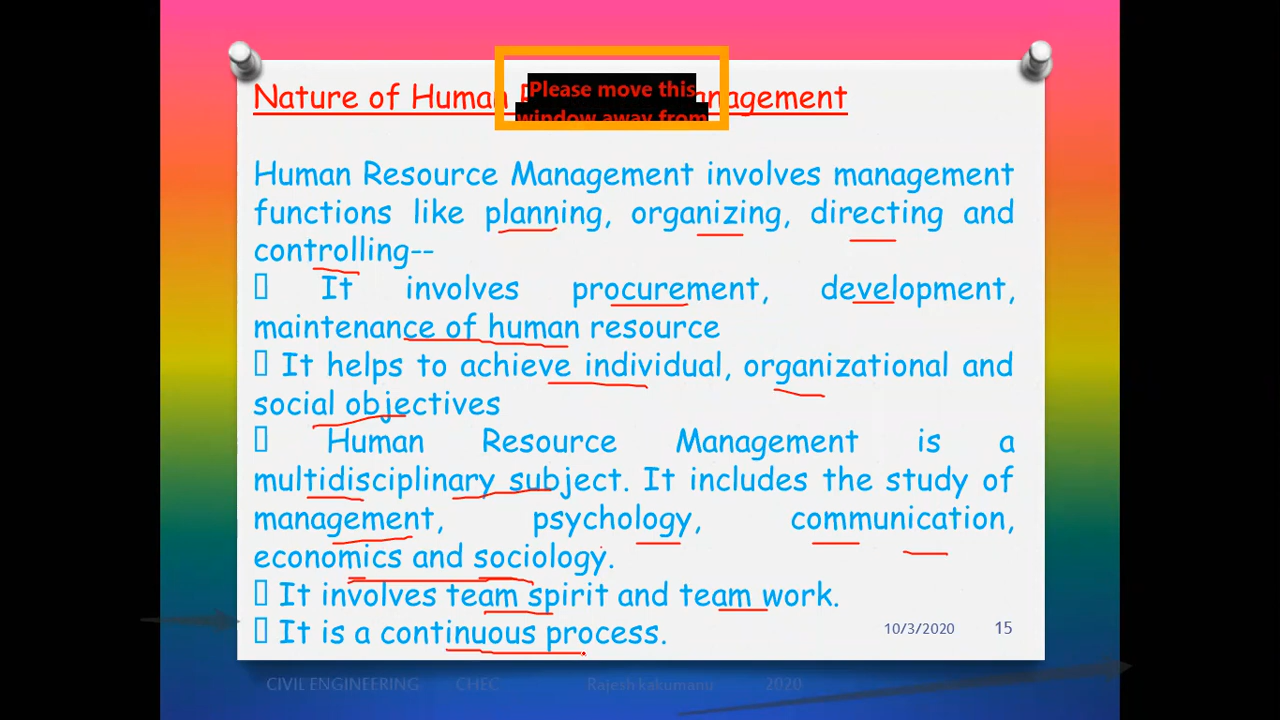 Nature of Human nagement
Please move this
window away from
Human Resource Management involves management
functions like planning, organizing, directing and
controlling--
It involves procurement, development,
maintenance of human resource
It helps to achieve individual, organizational and
social objectives
Human Resource Management is a
multidisciplinary subject. It includes the study of
management, psychology, communication,
economics and sociology.
It involves team spirit and team work.
It is a continuous process.
10/3/2020 15
CIVIL ENGINEERING CHEC Rajesh kakumanu 2020